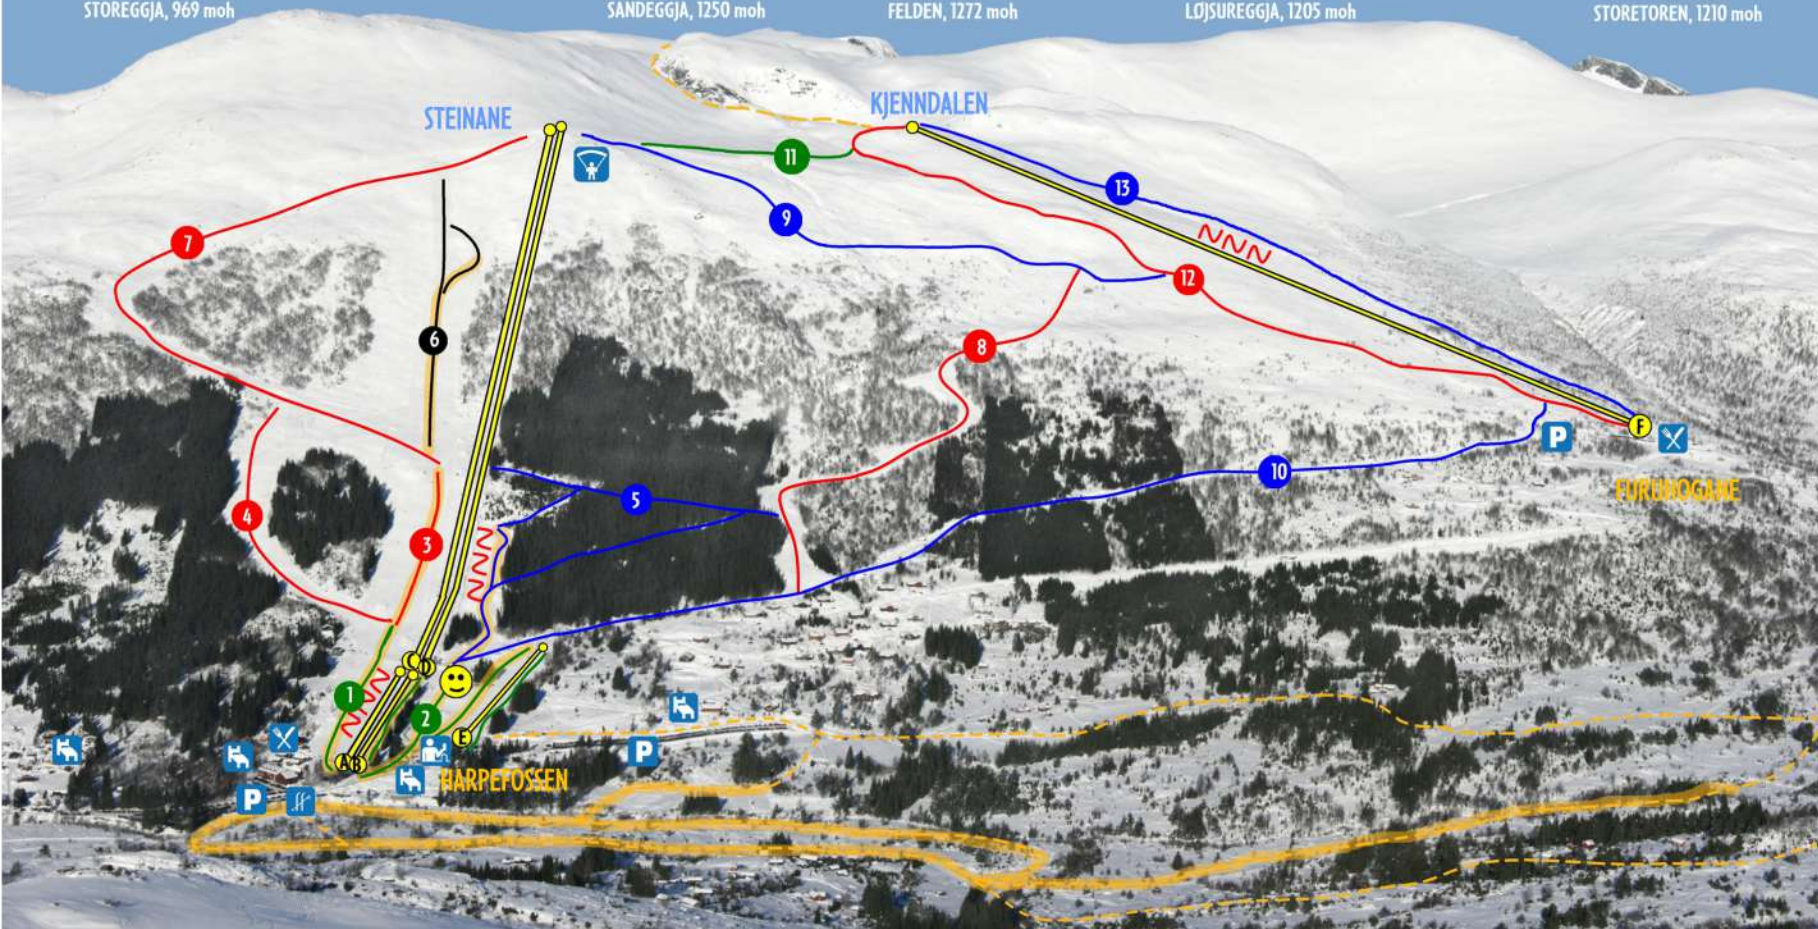 STOREGGJA, 969 moh
SANDEGGJA, 1250 moh
FELDEN, 1272 moh
LØJSUREGGJA, 1205 moh
STORETOREN, 1210 moh
STEINANE
KJENNDALEN
11
13
9
7
12
6
8
F
P
10
FURUHOGANE
5
4
3
C
D
1
2
E
P
A
B
HARPEFOSSEN
P